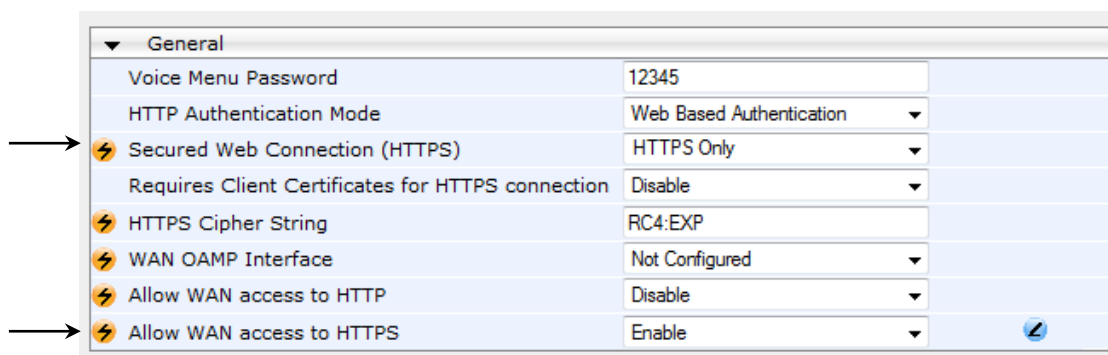 General
Voice Menu Password 12345
HTTP Authentication Mode Web Based Authentication
Secured Web Connection (HTTPS) HTTPS Only
Requires Client Certificates for HTTPS connection Disable
HTTPS Cipher String RC4:EXP
WAN OAMP Interface Not Configured
Allow WAN access to HTTP Disable
Allow WAN access to HTTPS Enable